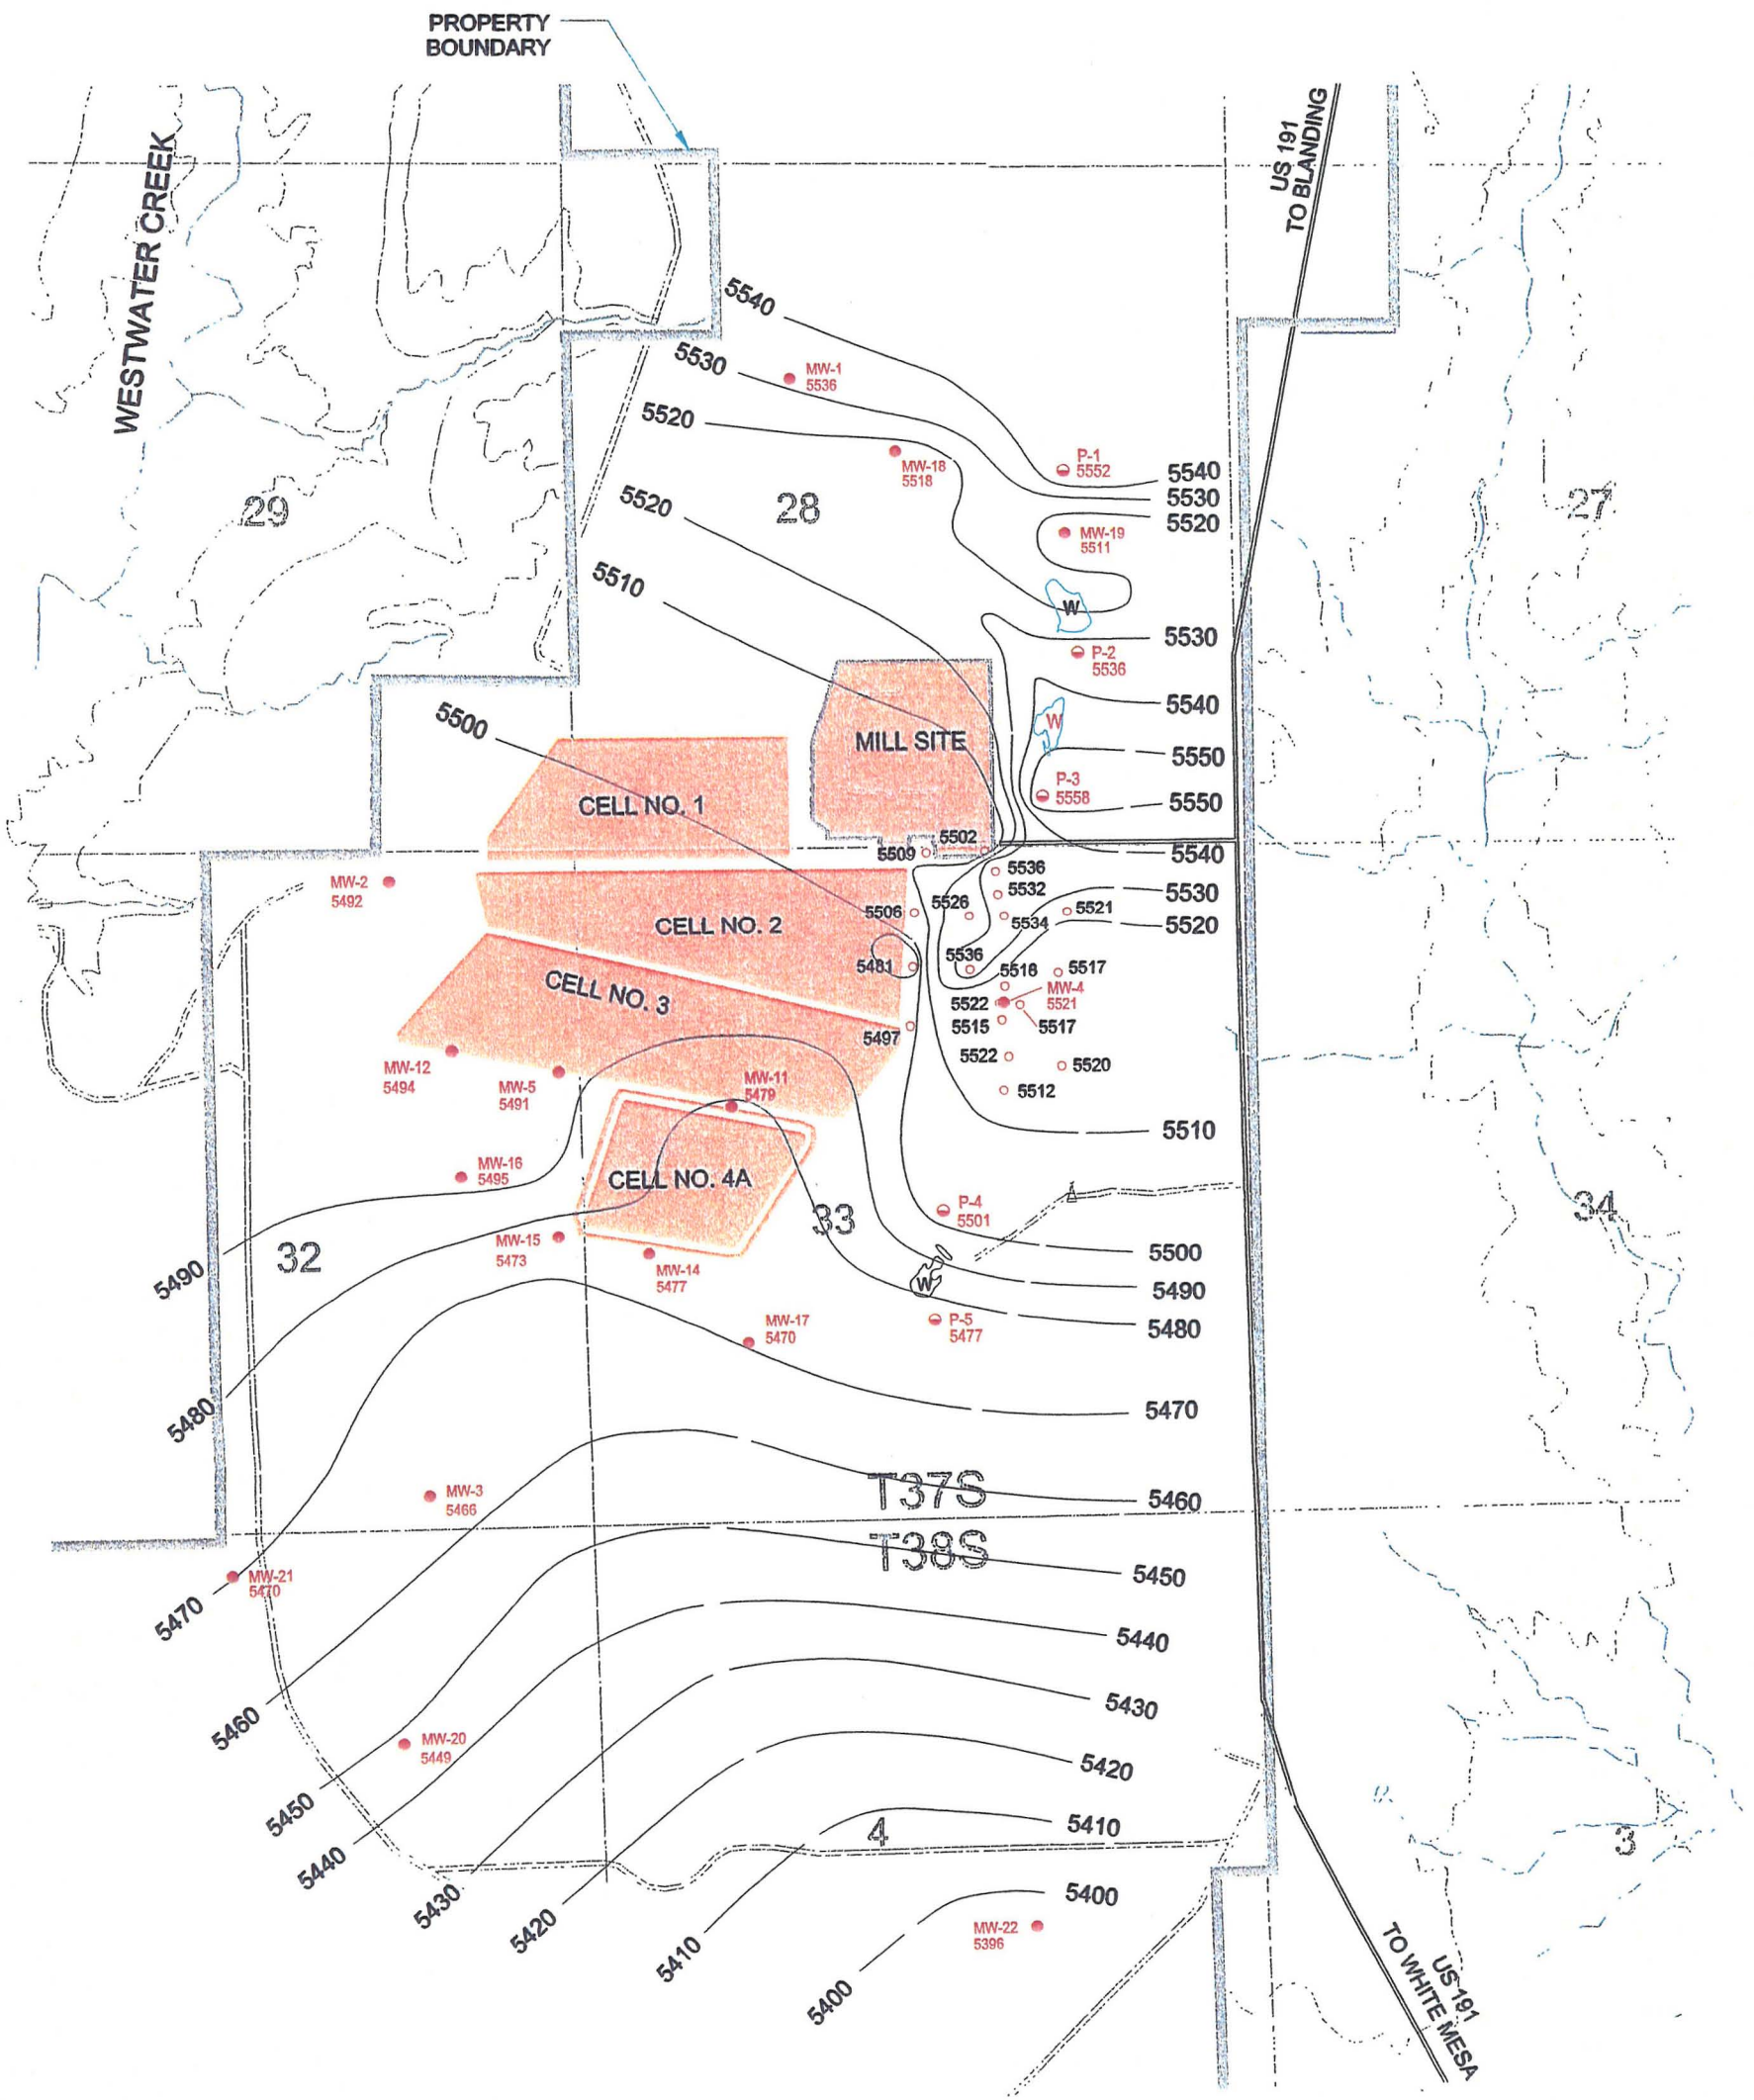 PROPERTY
BOUNDARY
WESTWATER CREEK
US 191
TO BLANDING
5540
5530
MW-1
5536
5520
MW-18
5518
P-1
5552
5540
5530
5520
29
28
27
5520
MW-19
5511
5510
W
5530
P-2
5536
5540
W
5500
MILL SITE
5550
P-3
5558
5550
CELL NO. 1
5502
5509
5540
5536
MW-2
5492
5532
5530
5526
5506
5521
5534
5520
CELL NO. 2
5536
5481
5518
5517
CELL NO. 3
MW-4
5521
5522
5515
5517
5497
5522
5520
MW-12
5494
MW-5
5491
MW-11
5479
5512
5510
MW-16
5495
CELL NO. 4A
P-4
5501
33
34
32
MW-15
5473
5500
5490
MW-14
5477
W
5490
5480
MW-17
5470
P-5
5477
5480
5470
T37S
MW-3
5466
5460
T38S
MW-21
5470
5450
5470
5440
5460
5430
MW-20
5449
5420
5450
5410
4
3
5440
5430
5400
5420
MW-22
5396
5410
5400
US 191
TO WHITE MESA